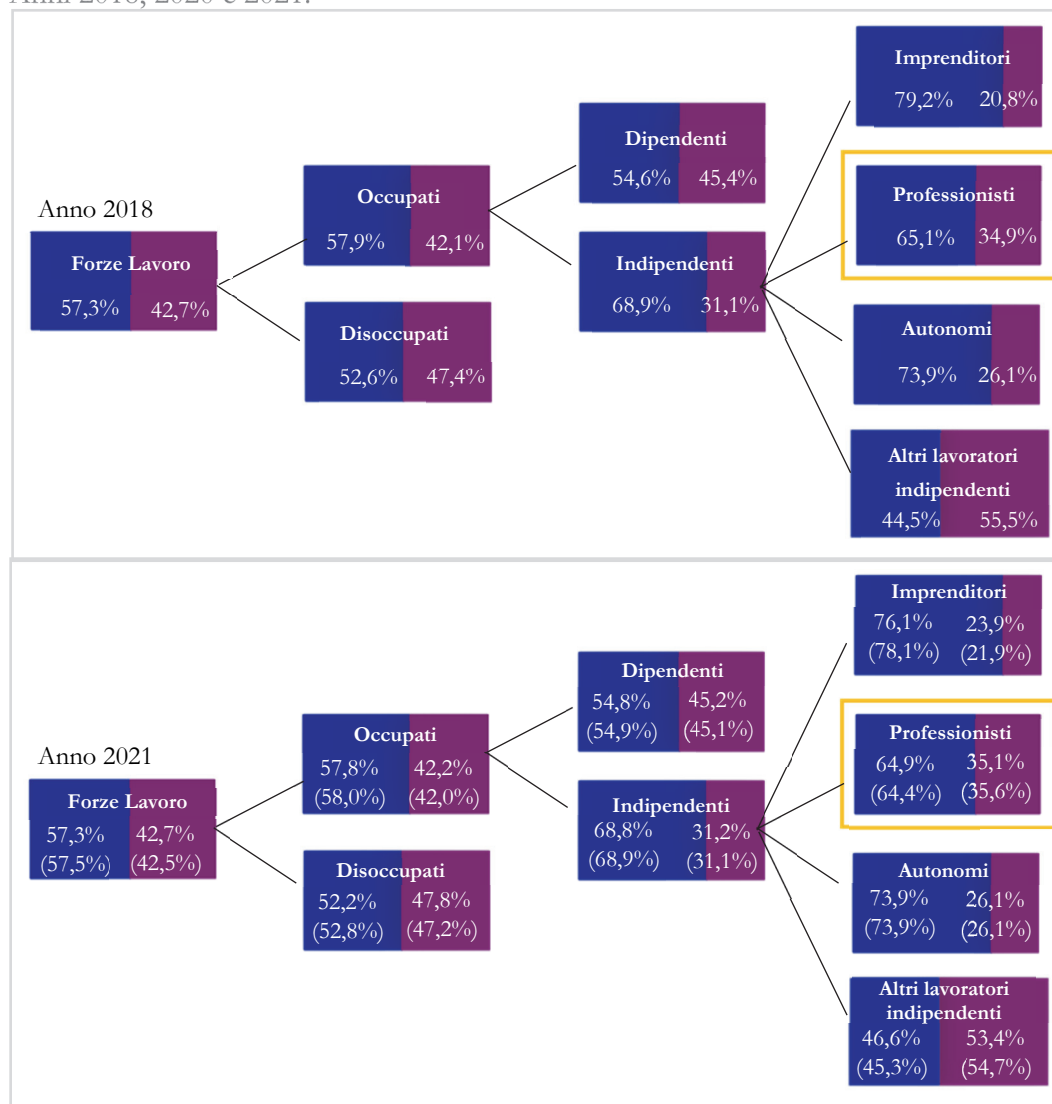 Anni 2018, 2020 e 2021.
Imprenditori
79,2% 20,8%
Dipendenti
54,6% 45,4%
Occupati
57,9% 42,1%
Professionisti
65,1% 34,9%
Anno 2018
Forze Lavoro
57,3% 42,7%
Indipendenti
68,9% 31,1%
Disoccupati
52,6% 47,4%
Autonomi
73,9% 26,1%
Altri lavoratori
indipendenti
44,5% 55,5%
Imprenditori
76,1% 23,9%
(78,1%) (21,9%)
Dipendenti
54,8% 45,2%
(54,9%) (45,1%)
Occupati
57,8% 42,2%
(58,0%) (42,0%)
Professionisti
64,9% 35,1%
(64,4%) (35,6%)
Anno 2021
Forze Lavoro
57,3% 42,7%
(57,5%) (42,5%)
Indipendenti
68,8% 31,2%
(68,9%) (31,1%)
Disoccupati
52,2% 47,8%
(52,8%) (47,2%)
Autonomi
73,9% 26,1%
(73,9%) (26,1%)
Altri lavoratori
indipendenti
46,6% 53,4%
(45,3%) (54,7%)